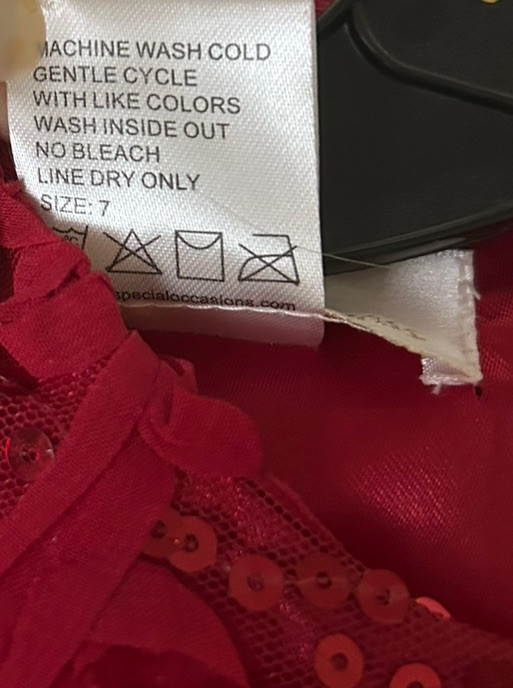 MACHINE WASH COLD
GENTLE CYCLE
WITH LIKE COLORS
WASH INSIDE OUT
NO BLEACH
LINE DRY ONLY
SIZE: 7
specialoccasions.com